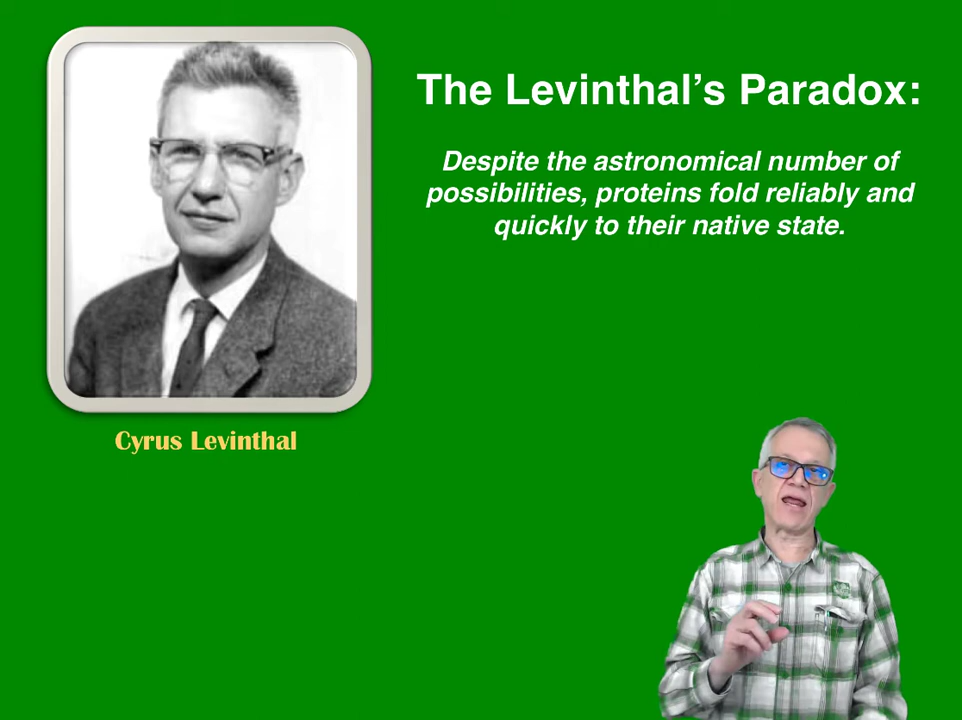 The Levinthal’s Paradox:
Despite the astronomical number of
possibilities, proteins fold reliably and
quickly to their native state.
Cyrus Levinthal